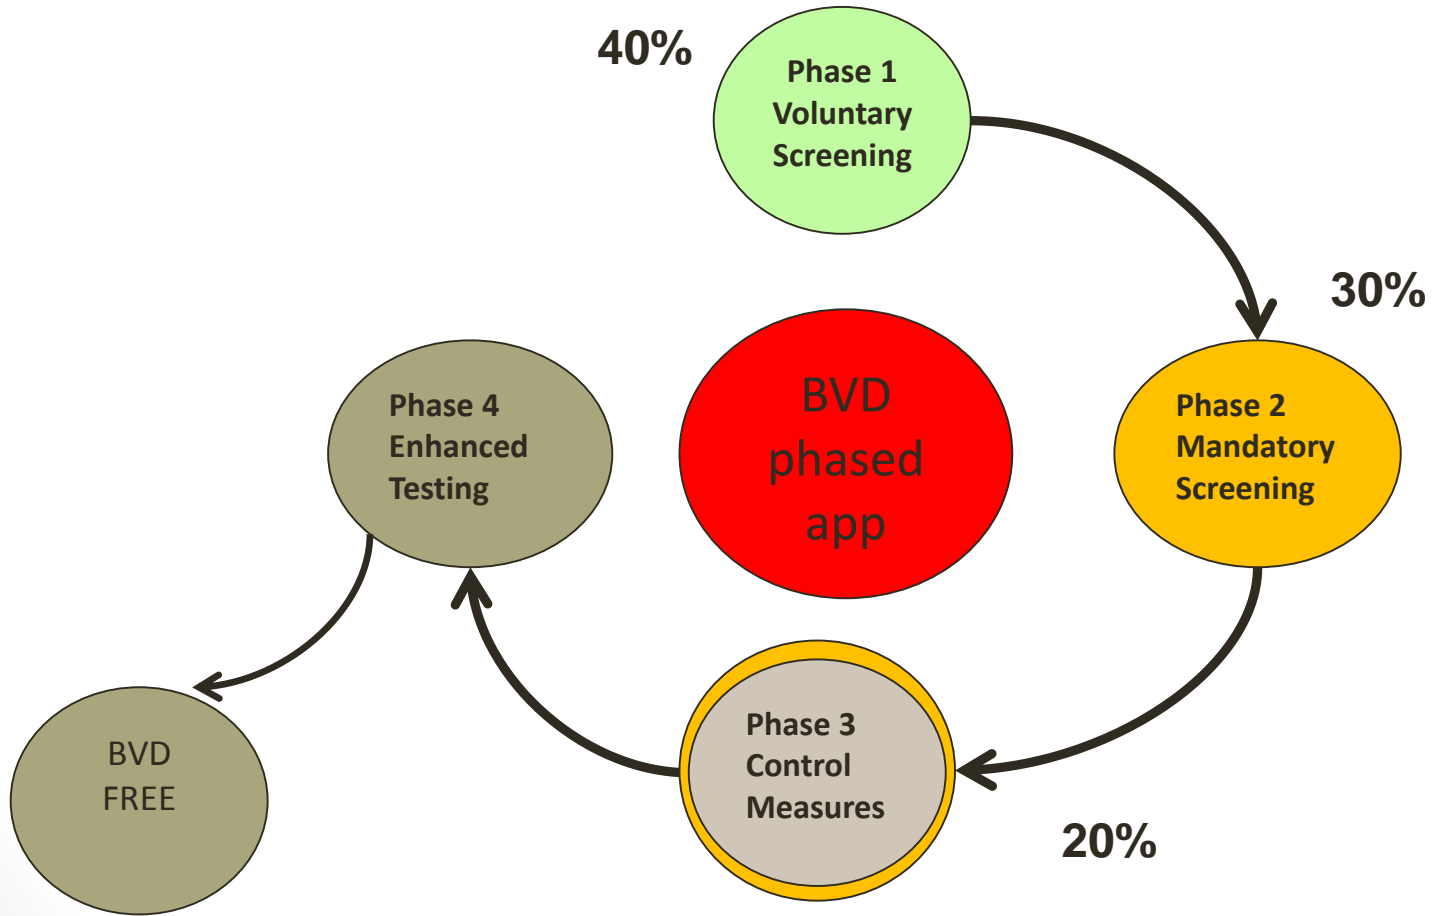 40%
Phase 1
Voluntary
Screening
30%
Phase 2
Mandatory
Screening
BVD
phased
app
Phase 4
Enhanced
Testing
Phase 3
Control
Measures
20%
BVD
FREE